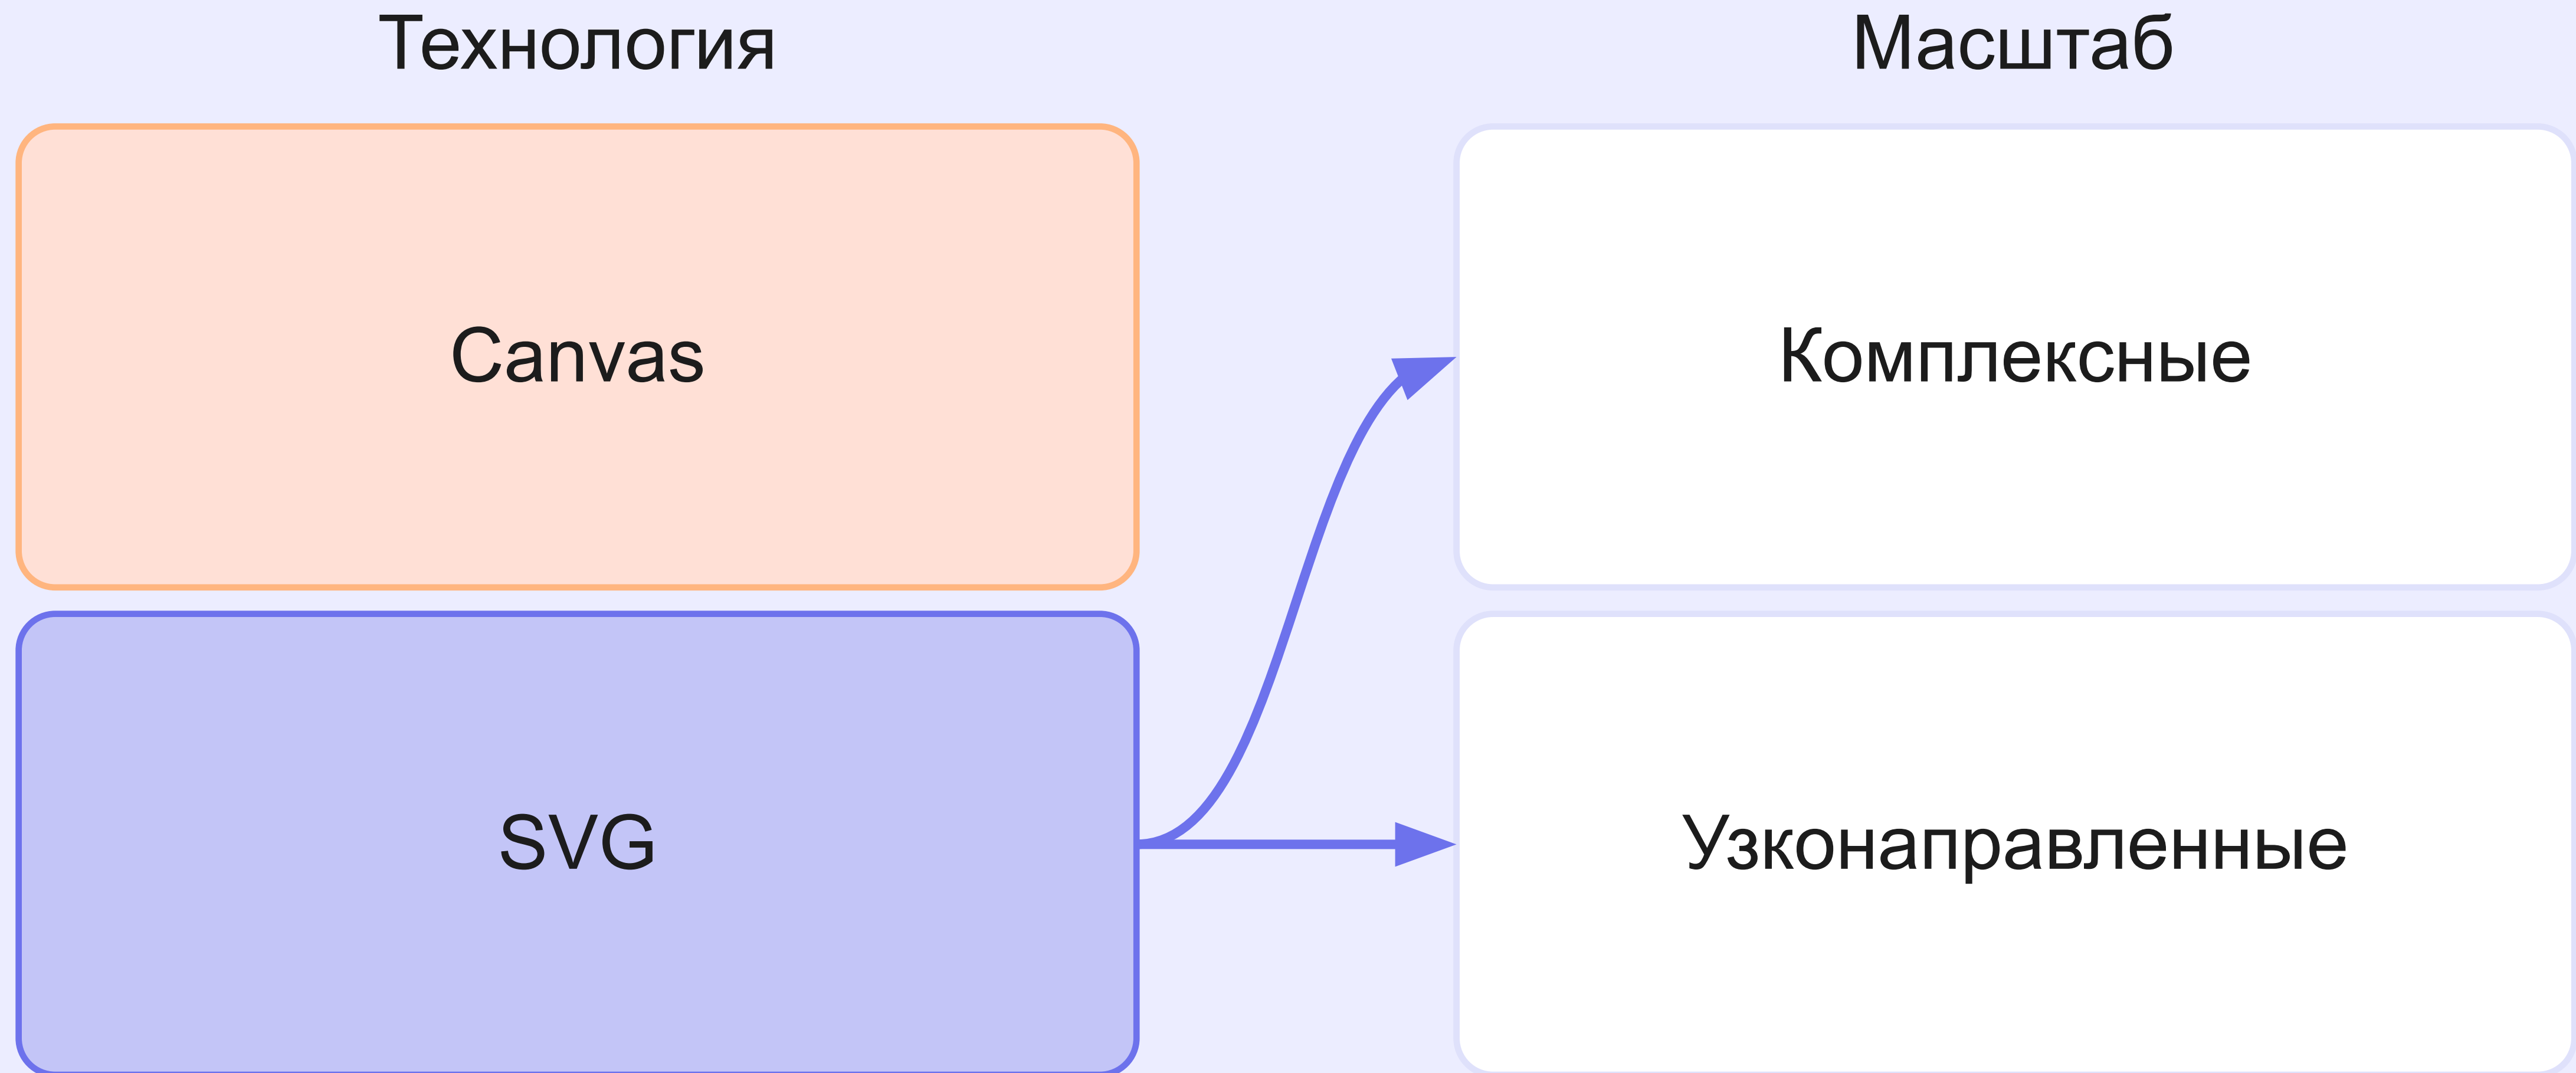 Технология
Масштаб
Canvas
Комплексные
SVG
Узконаправленные